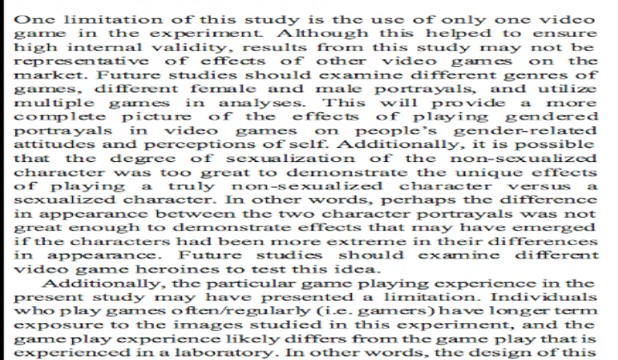 One limitation of this study is the use of only one video
game in the experiment. Although this helped to ensure
high internal validity, results from this study may not be
representative of effects of other video games on the
market. Future studies should examine different genres of
games, different female and male portrayals, and utilize
multiple games in analyses. This will provide a more
complete picture of the effects of playing gendered
portrayals in video games on people's gender-related
attitudes and perceptions of self. Additionally, it is possible
that the degree of sexualization of the non-sexualized
character was too great to demonstrate the unique effects
of playing a truly non-sexualized character versus a
sexualized character. In other words, perhaps the difference
in appearance between the two character portrayals was not
great enough to demonstrate effects that may have emerged
if the characters had been more extreme in their differences
in appearance. Future studies should examine different
video game heroines to test this idea.
Additionally, the particular game playing experience in the
present study may have presented a limitation. Individuals
who play games often/regularly (i.e. gamers) have longer term
exposure to the images studied in this experiment, and the
game play experience likely differs from the game play that is
experienced in a laboratory. In other words, the design of this